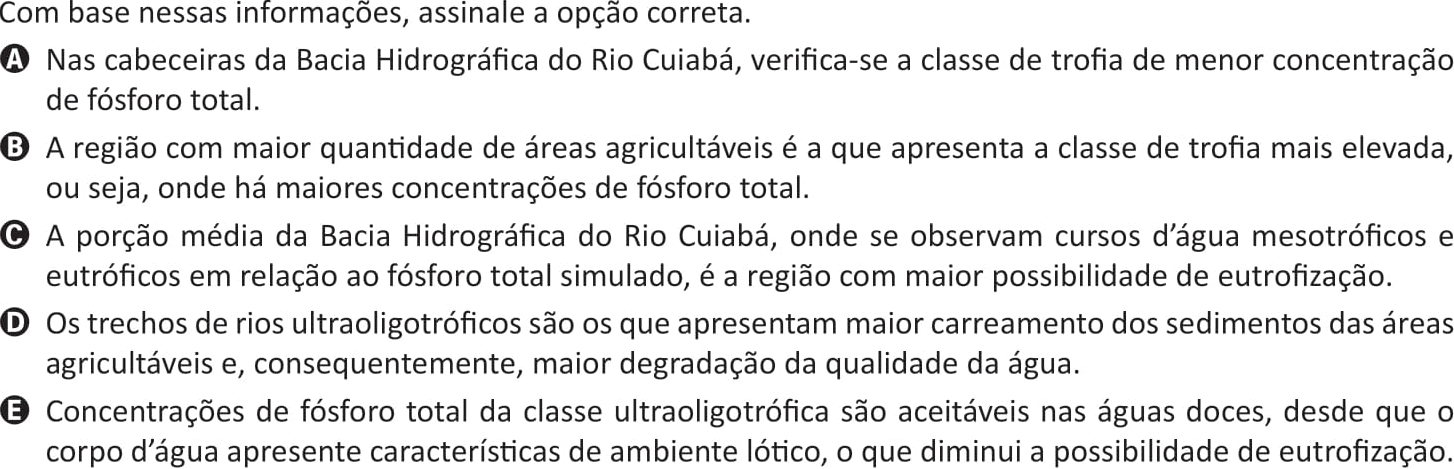 Com base nessas informações, assinale a opção correta.
A Nas cabeceiras da Bacia Hidrográfica do Rio Cuiabá, verifica-se a classe de trofia de menor concentração
de fósforo total.
B A região com maior quantidade de áreas agricultáveis é a que apresenta a classe de trofia mais elevada,
ou seja, onde há maiores concentrações de fósforo total.
C A porção média da Bacia Hidrográfica do Rio Cuiabá, onde se observam cursos d’água mesotróficos e
eutróficos em relação ao fósforo total simulado, é a região com maior possibilidade de eutrofização.
D Os trechos de rios ultraoligotróficos são os que apresentam maior carreamento dos sedimentos das áreas
agricultáveis e, consequentemente, maior degradação da qualidade da água.
E Concentrações de fósforo total da classe ultraoligotrófica são aceitáveis nas águas doces, desde que o
corpo d’água apresente características de ambiente lótico, o que diminui a possibilidade de eutrofização.